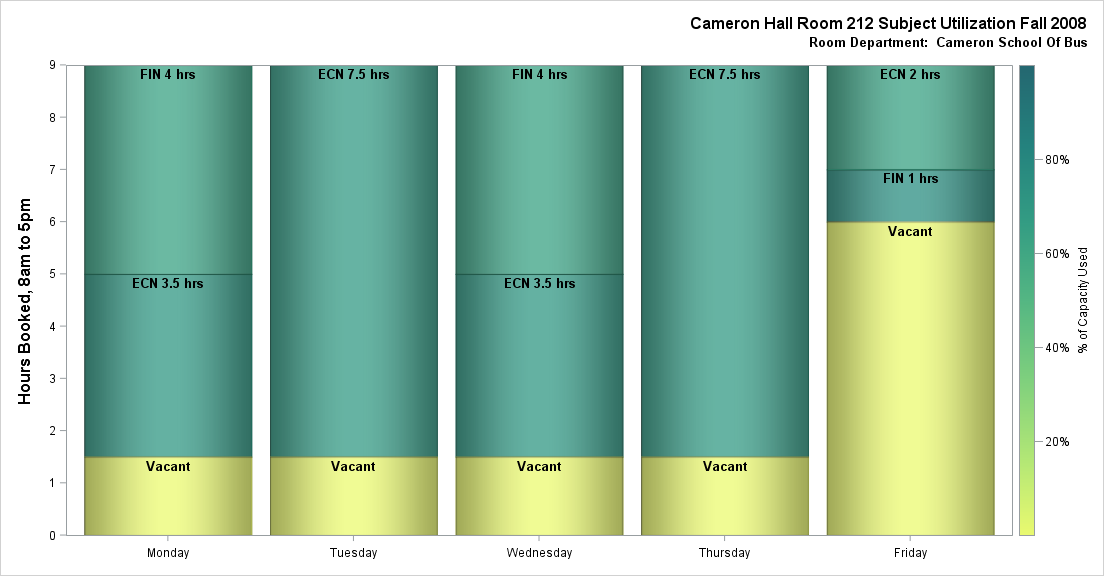 Cameron Hall Room 212 Subject Utilization Fall 2008
Room Department:  Cameron School Of Bus
Hours Booked, 8am to 5pm
9
8
7
6
5
4
3
2
1
0
FIN 4 hrs
ECN 3.5 hrs
Vacant
ECN 7.5 hrs
Vacant
FIN 4 hrs
ECN 3.5 hrs
Vacant
ECN 7.5 hrs
Vacant
ECN 2 hrs
FIN 1 hrs
Vacant
Monday
Tuesday
Wednesday
Thursday
Friday
80%
60%
40%
20%
% of Capacity Used